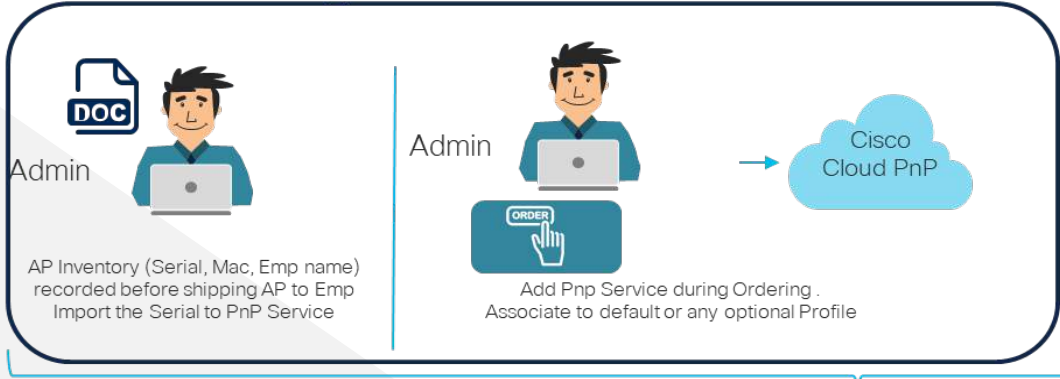 DOC
Admin
AP Inventory (Serial, Mac, Emp name)
recorded before shipping AP to Emp
Import the Serial to PnP Service
Admin
ORDER
Add Pnp Service during Ordering .
Associate to default or any optional Profile
Cisco
Cloud PnP